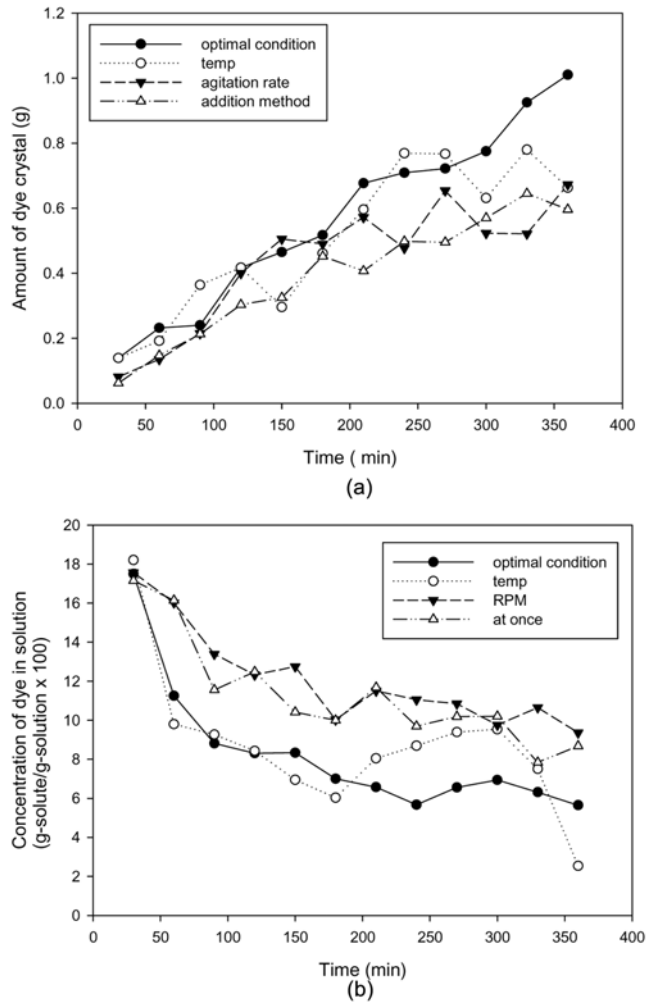 1.2
1.0
0.8
0.6
0.4
0.2
0.0
Amount of dye crystal (g)
optimal condition
temp
agitation rate
addition method
0 50 100 150 200 250 300 350 400
Time ( min)
(a)
20
18
16
14
12
10
8
6
4
2
0
Concentration of dye in solution
(g-solute/g-solution x 100)
optimal condition
temp
RPM
at once
0 50 100 150 200 250 300 350 400
Time (min)
(b)